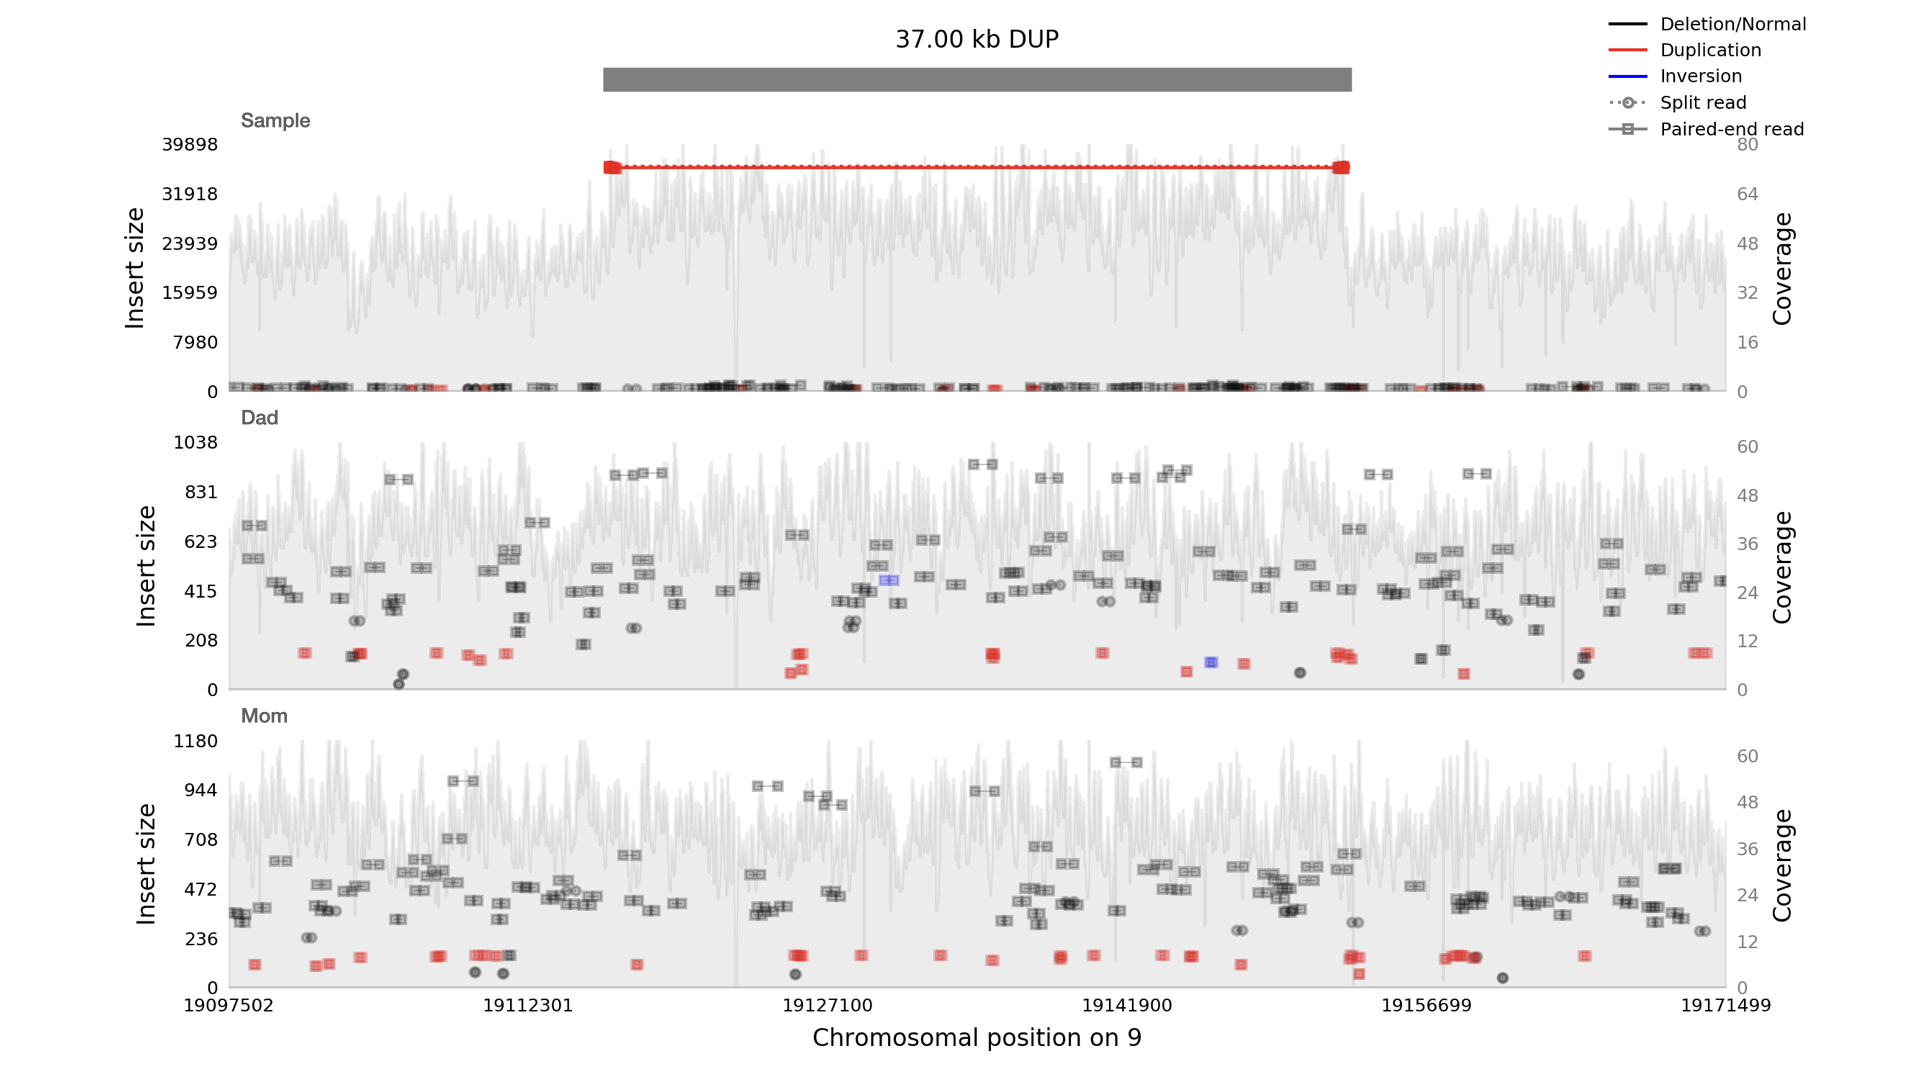 37.00 kb DUP
Deletion/Normal
Duplication
Inversion
Split read
Paired-end read
Sample
39898
31918
23939
15959
7980
0
Insert size
80
64
48
32
16
0
Coverage
Dad
1038
831
623
415
208
0
Insert size
60
48
36
24
12
0
Coverage
Mom
1180
944
708
472
236
0
Insert size
60
48
36
24
12
0
Coverage
19097502 19112301 19127100 19141900 19156699 19171499
Chromosomal position on 9